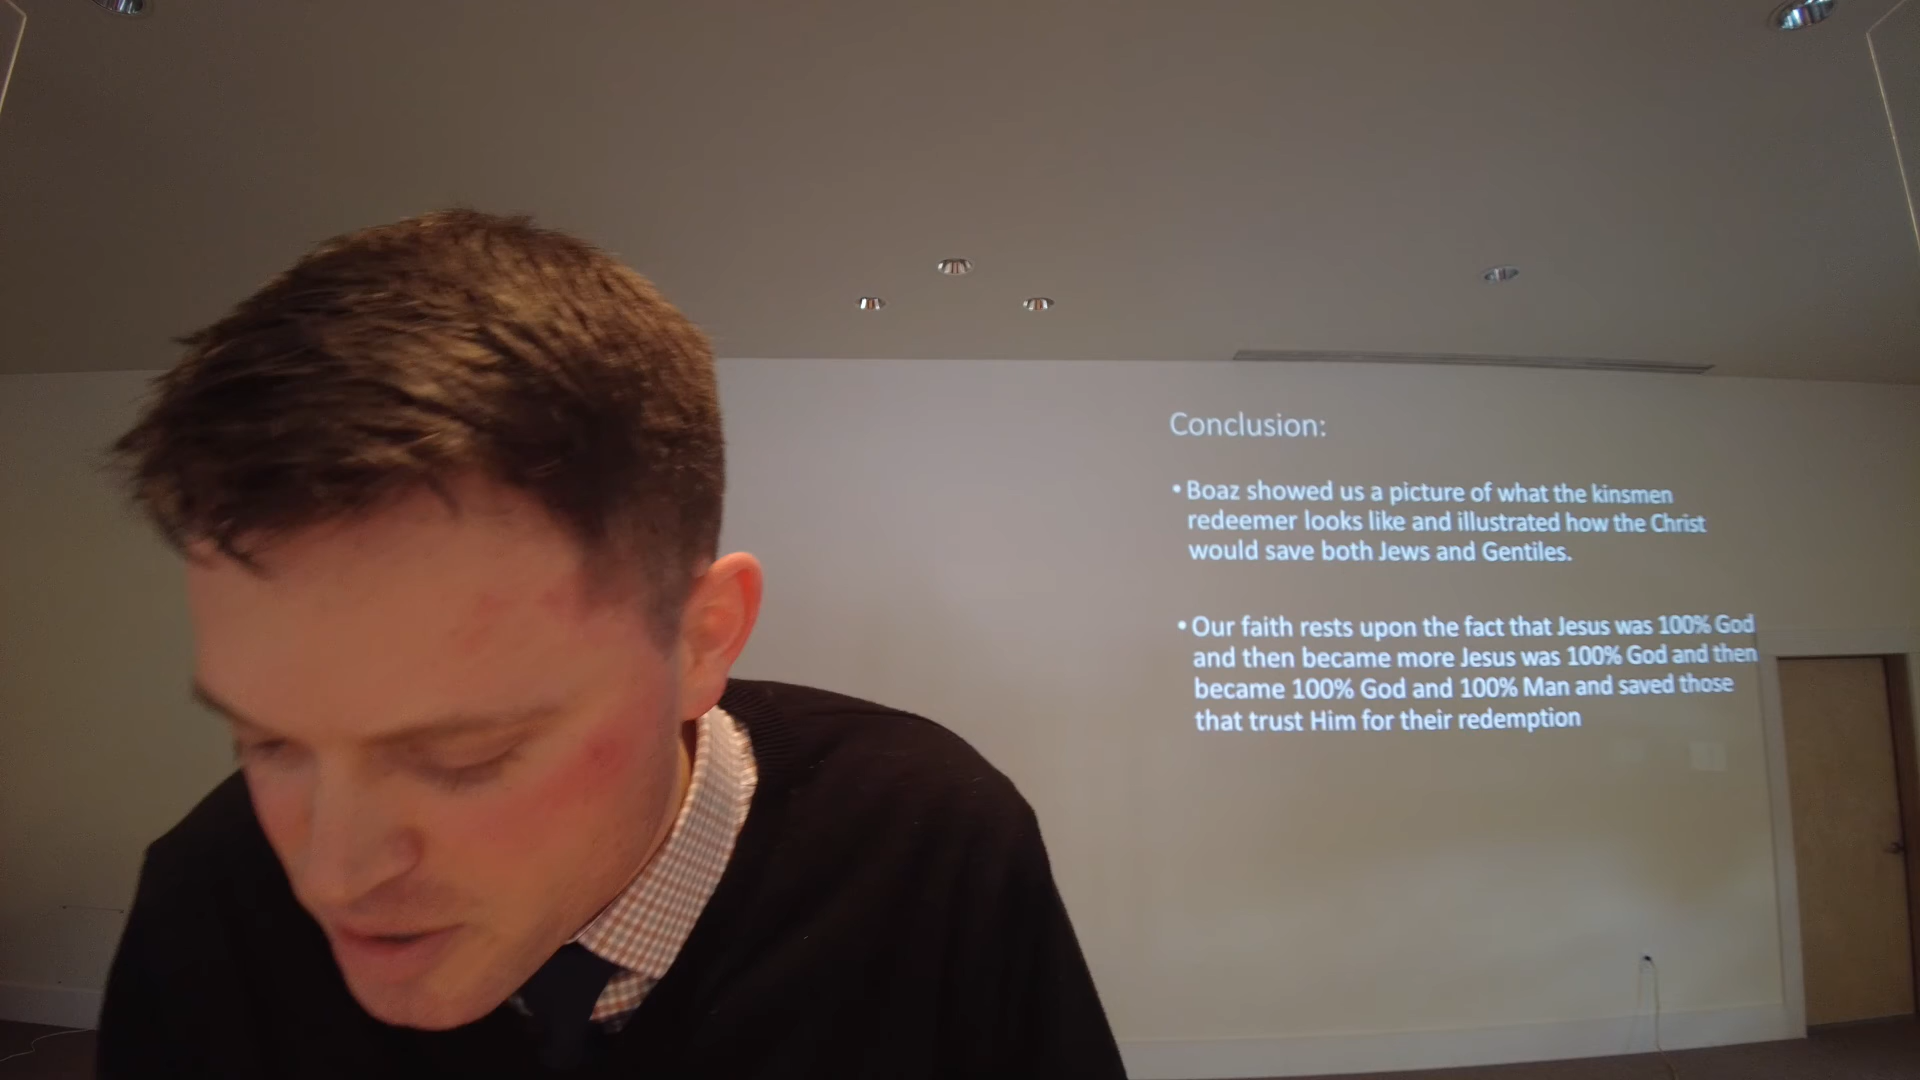 Conclusion:
• Boaz showed us a picture of what the kinsmen
redeemer looks like and illustrated how the Christ
would save both Jews and Gentiles.
• Our faith rests upon the fact that Jesus was 100% God
and then became more Jesus was 100% God and then
became 100% God and 100% Man and saved those
that trust Him for their redemption